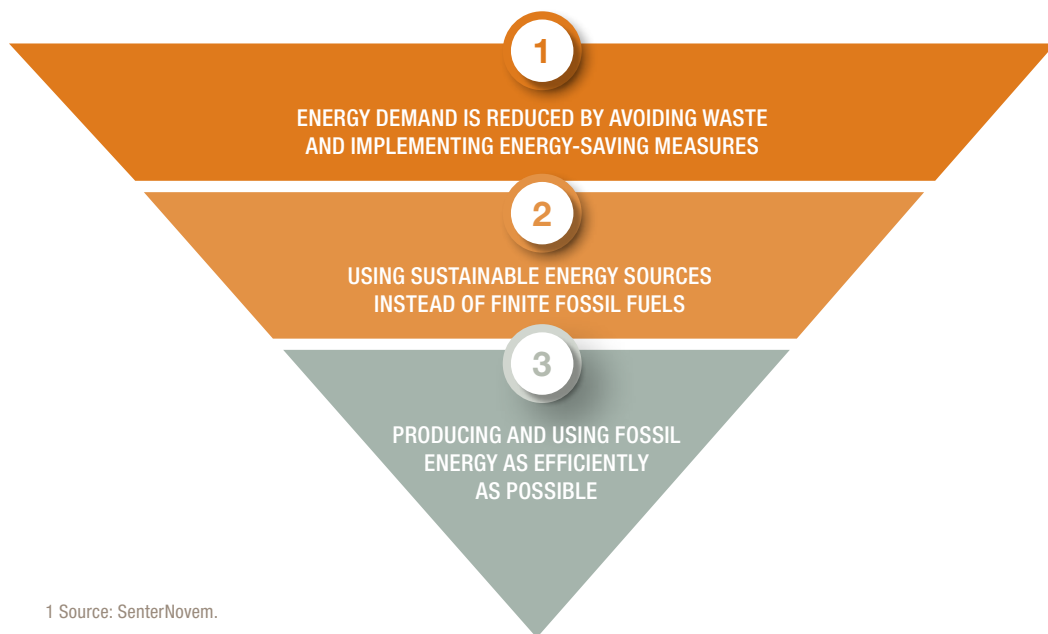 1
ENERGY DEMAND IS REDUCED BY AVOIDING WASTE
AND IMPLEMENTING ENERGY-SAVING MEASURES
2
USING SUSTAINABLE ENERGY SOURCES
INSTEAD OF FINITE FOSSIL FUELS
3
PRODUCING AND USING FOSSIL
ENERGY AS EFFICIENTLY
AS POSSIBLE
1 Source: SenterNovem.